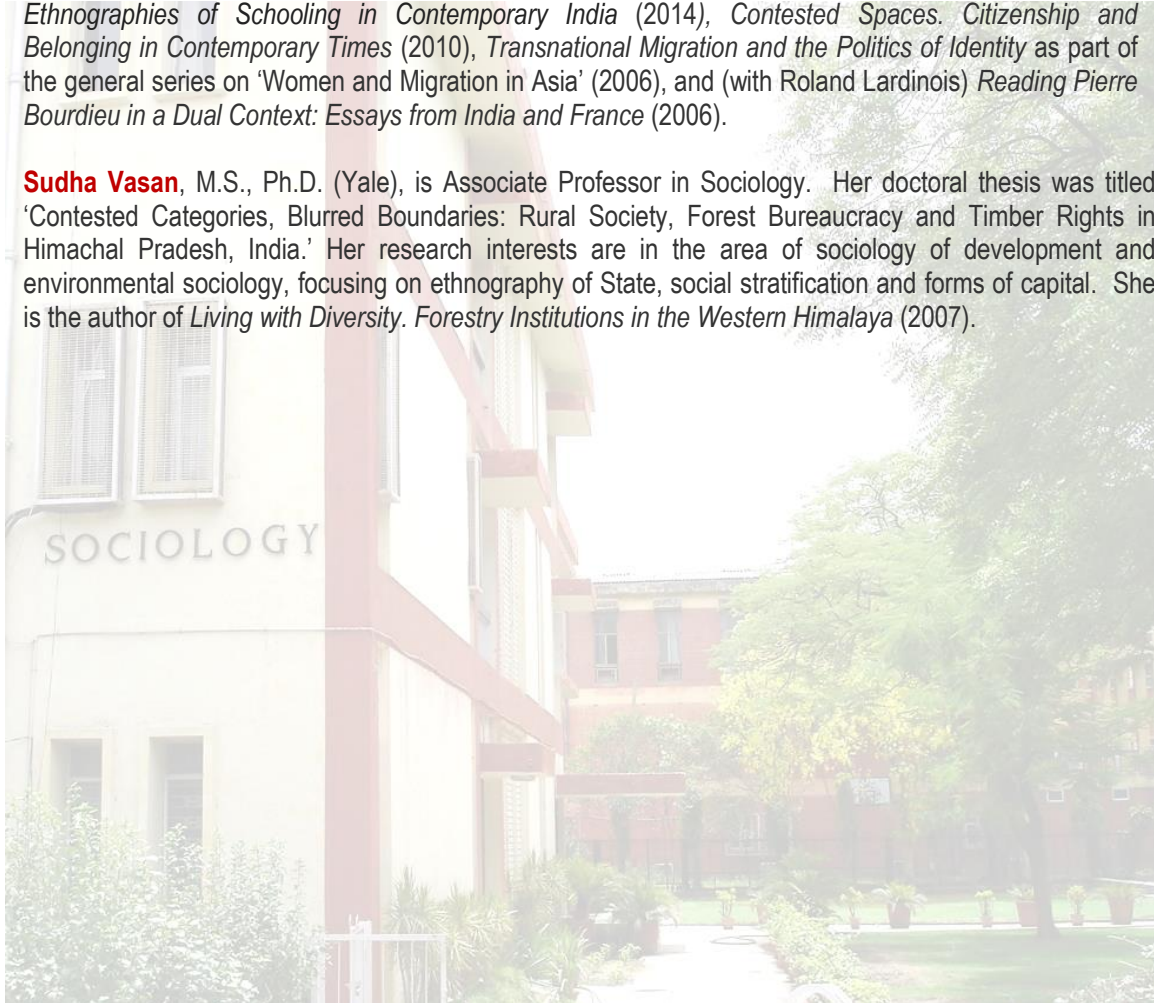 Ethnographies of Schooling in Contemporary India (2014), Contested Spaces. Citizenship and
Belonging in Contemporary Times (2010), Transnational Migration and the Politics of Identity as part of
the general series on ‘Women and Migration in Asia’ (2006), and (with Roland Lardinois) Reading Pierre
Bourdieu in a Dual Context: Essays from India and France (2006).
Sudha Vasan, M.S., Ph.D. (Yale), is Associate Professor in Sociology. Her doctoral thesis was titled
‘Contested Categories, Blurred Boundaries: Rural Society, Forest Bureaucracy and Timber Rights in
Himachal Pradesh, India.’ Her research interests are in the area of sociology of development and
environmental sociology, focusing on ethnography of State, social stratification and forms of capital. She
is the author of Living with Diversity. Forestry Institutions in the Western Himalaya (2007).
SOCIOLOGY